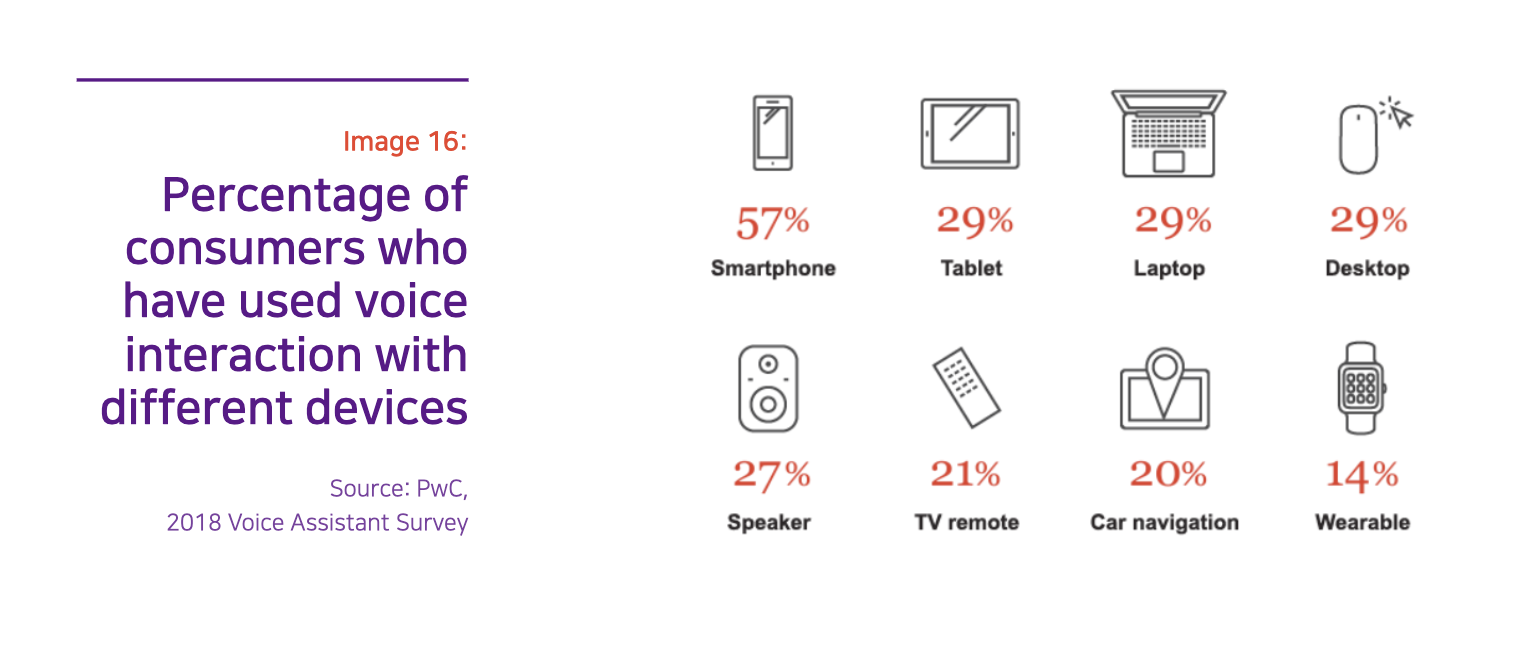 Image 16:
Percentage of
consumers who
have used voice
interaction with
different devices
Source: PwC,
2018 Voice Assistant Survey
57% 29% 29% 29%
Smartphone Tablet Laptop Desktop
27% 21% 20% 14%
Speaker TV remote Car navigation Wearable